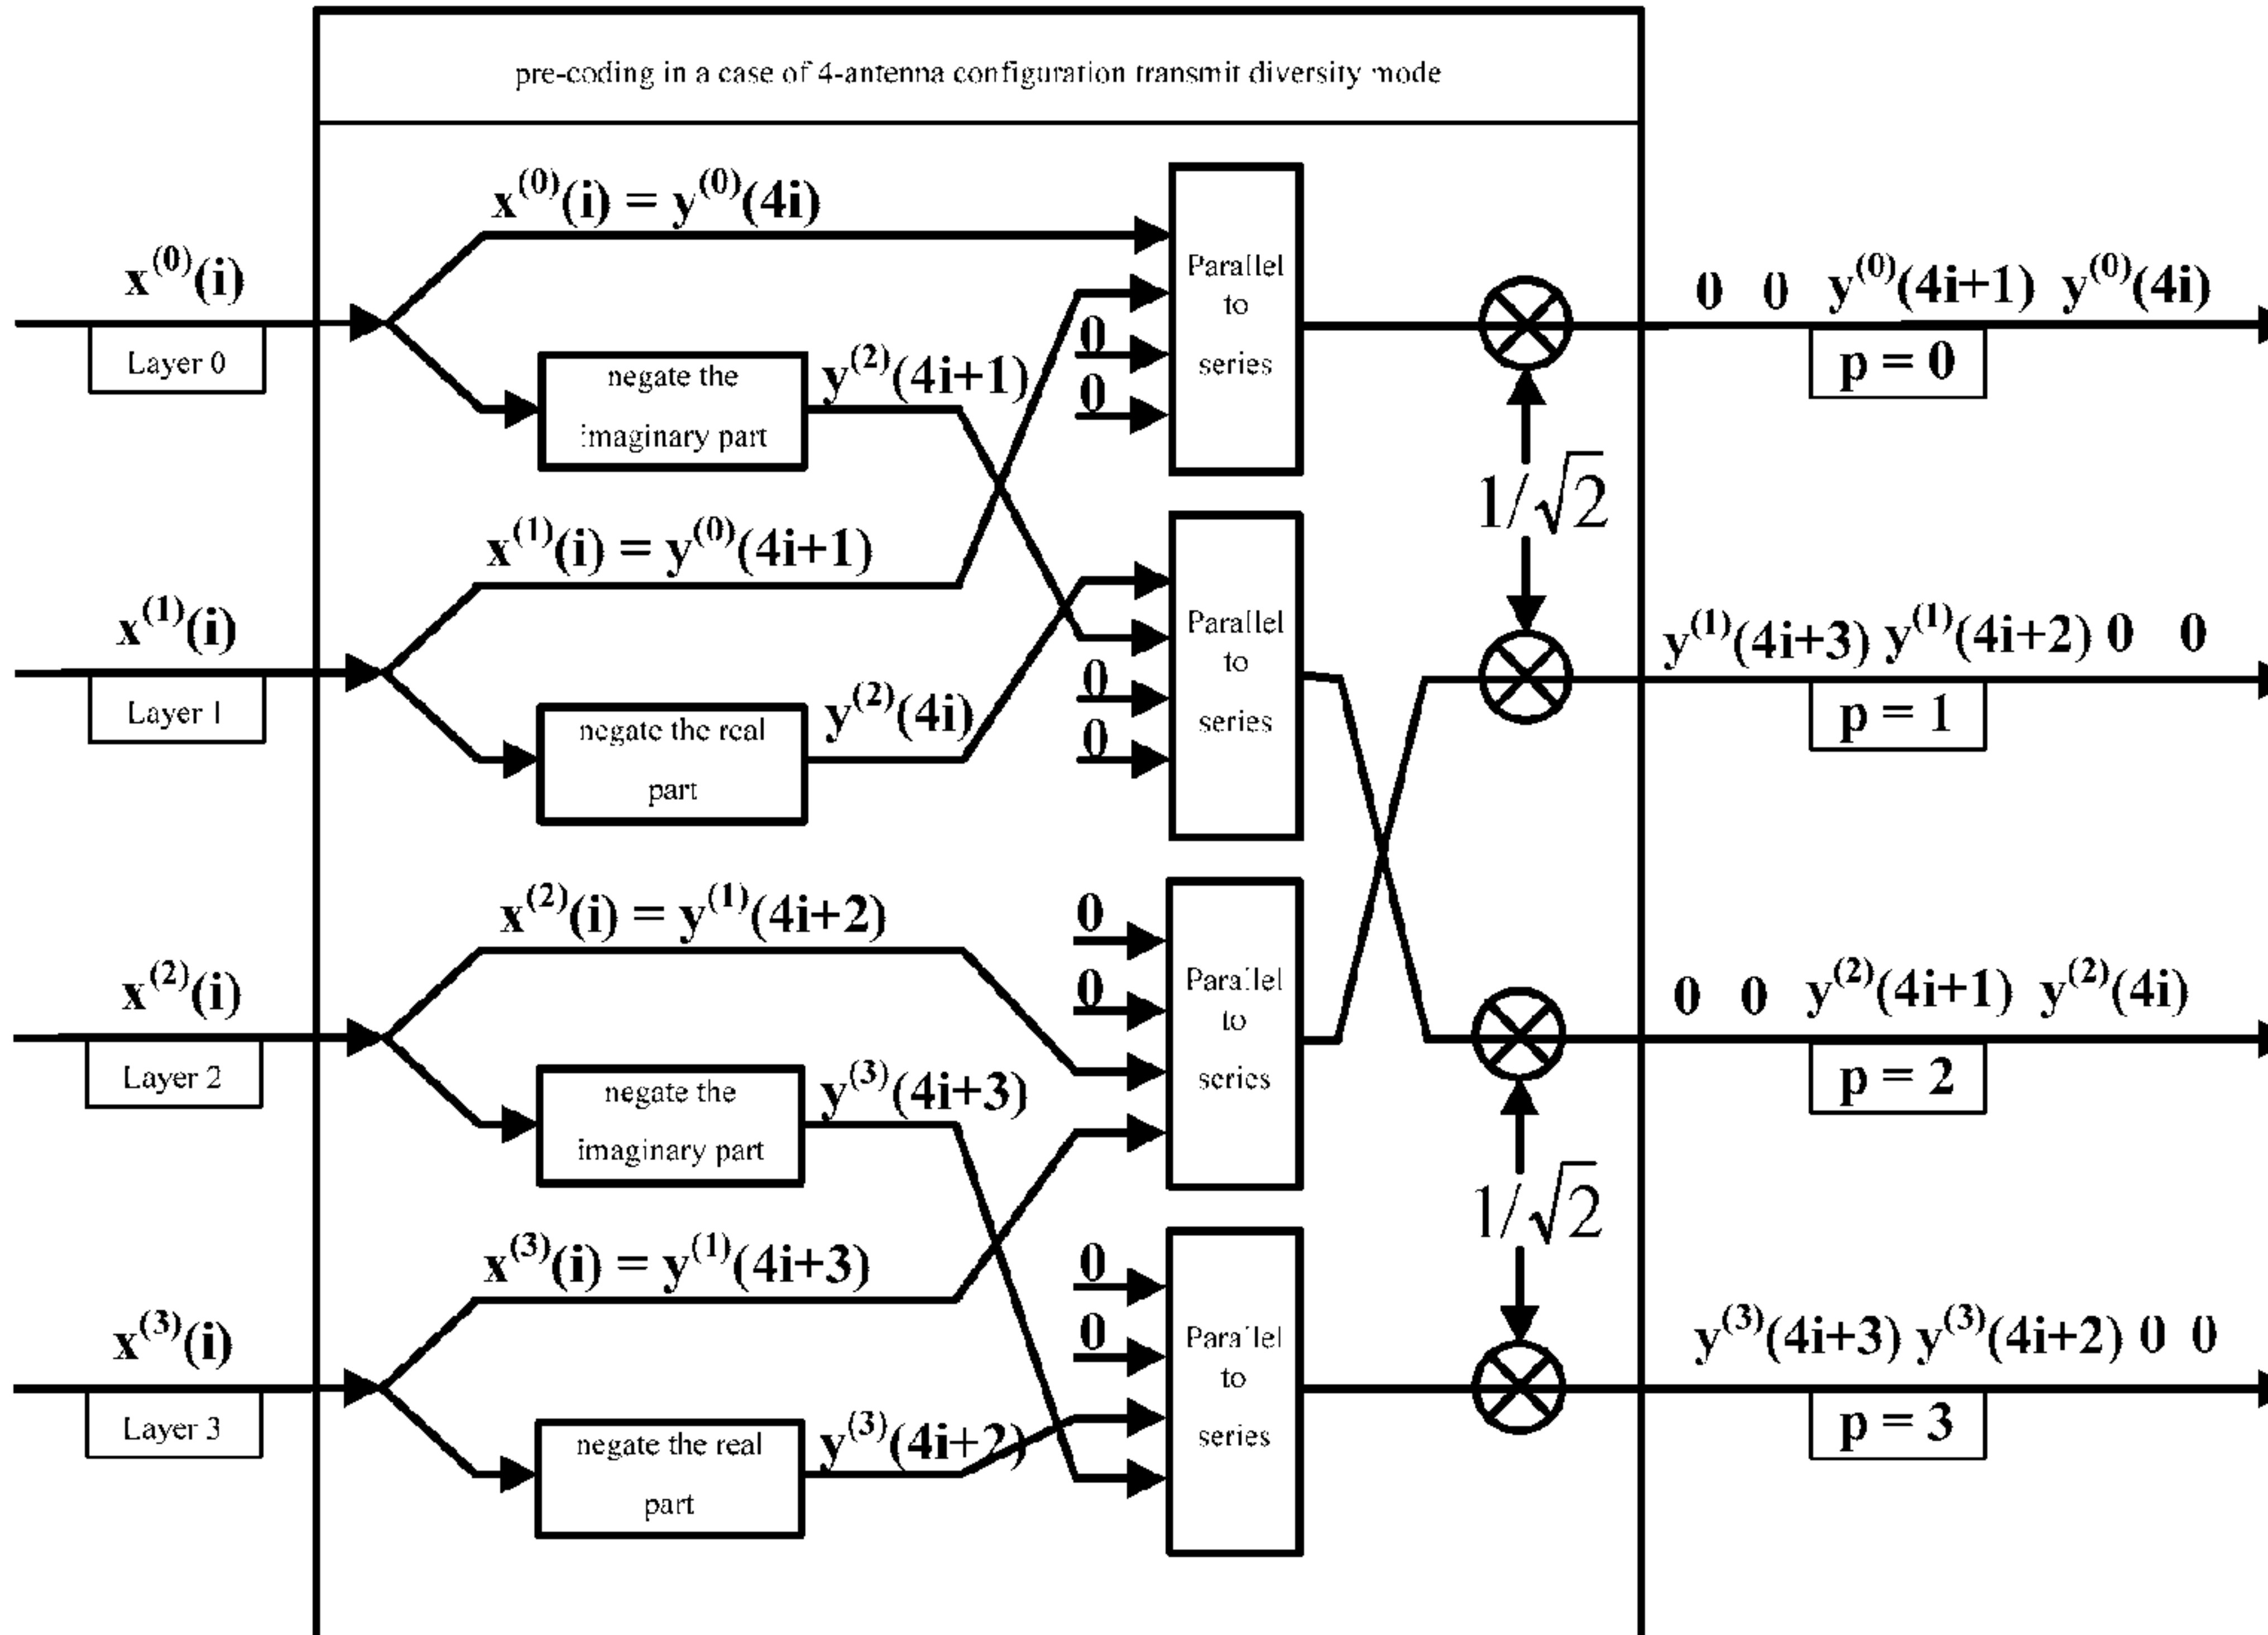 pre-coding in a case of 4-antenna configuration transmit diversity mode
x^(0)(i)
Layer 0
x^(0)(i) = y^(0)(4i)
negate the
imaginary part
y^(2)(4i+1)
0
0
Parallel
to
series
0 0 y^(0)(4i+1) y^(0)(4i)
p = 0
1/√2
x^(1)(i)
Layer 1
x^(1)(i) = y^(0)(4i+1)
negate the real
part
y^(2)(4i)
0
0
Parallel
to
series
y^(1)(4i+3) y^(1)(4i+2) 0 0
p = 1
x^(2)(i)
Layer 2
x^(2)(i) = y^(1)(4i+2)
negate the
imaginary part
y^(3)(4i+3)
0
0
Parallel
to
series
0 0 y^(2)(4i+1) y^(2)(4i)
p = 2
1/√2
x^(3)(i)
Layer 3
x^(3)(i) = y^(1)(4i+3)
negate the real
part
y^(3)(4i+2)
0
0
Parallel
to
series
y^(3)(4i+3) y^(3)(4i+2) 0 0
p = 3